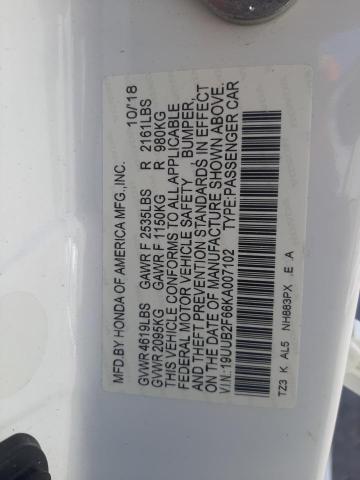 MFD.BY HONDA OF AMERICA MFG.,INC. 10/18
GVWR 4619LBS GAWR F 2535LBS R 2161LBS
GVWR 2095KG GAWR F 1150KG R 980KG
THIS VEHICLE CONFORMS TO ALL APPLICABLE
FEDERAL MOTOR VEHICLE SAFETY, BUMPER,
AND THEFT PREVENTION STANDARDS IN EFFECT
ON THE DATE OF MANUFACTURE SHOWN ABOVE.
V.I.N:19UUB2F66KA007102 TYPE:PASSENGER CAR
TZ3 K AL5 NH883PX E A